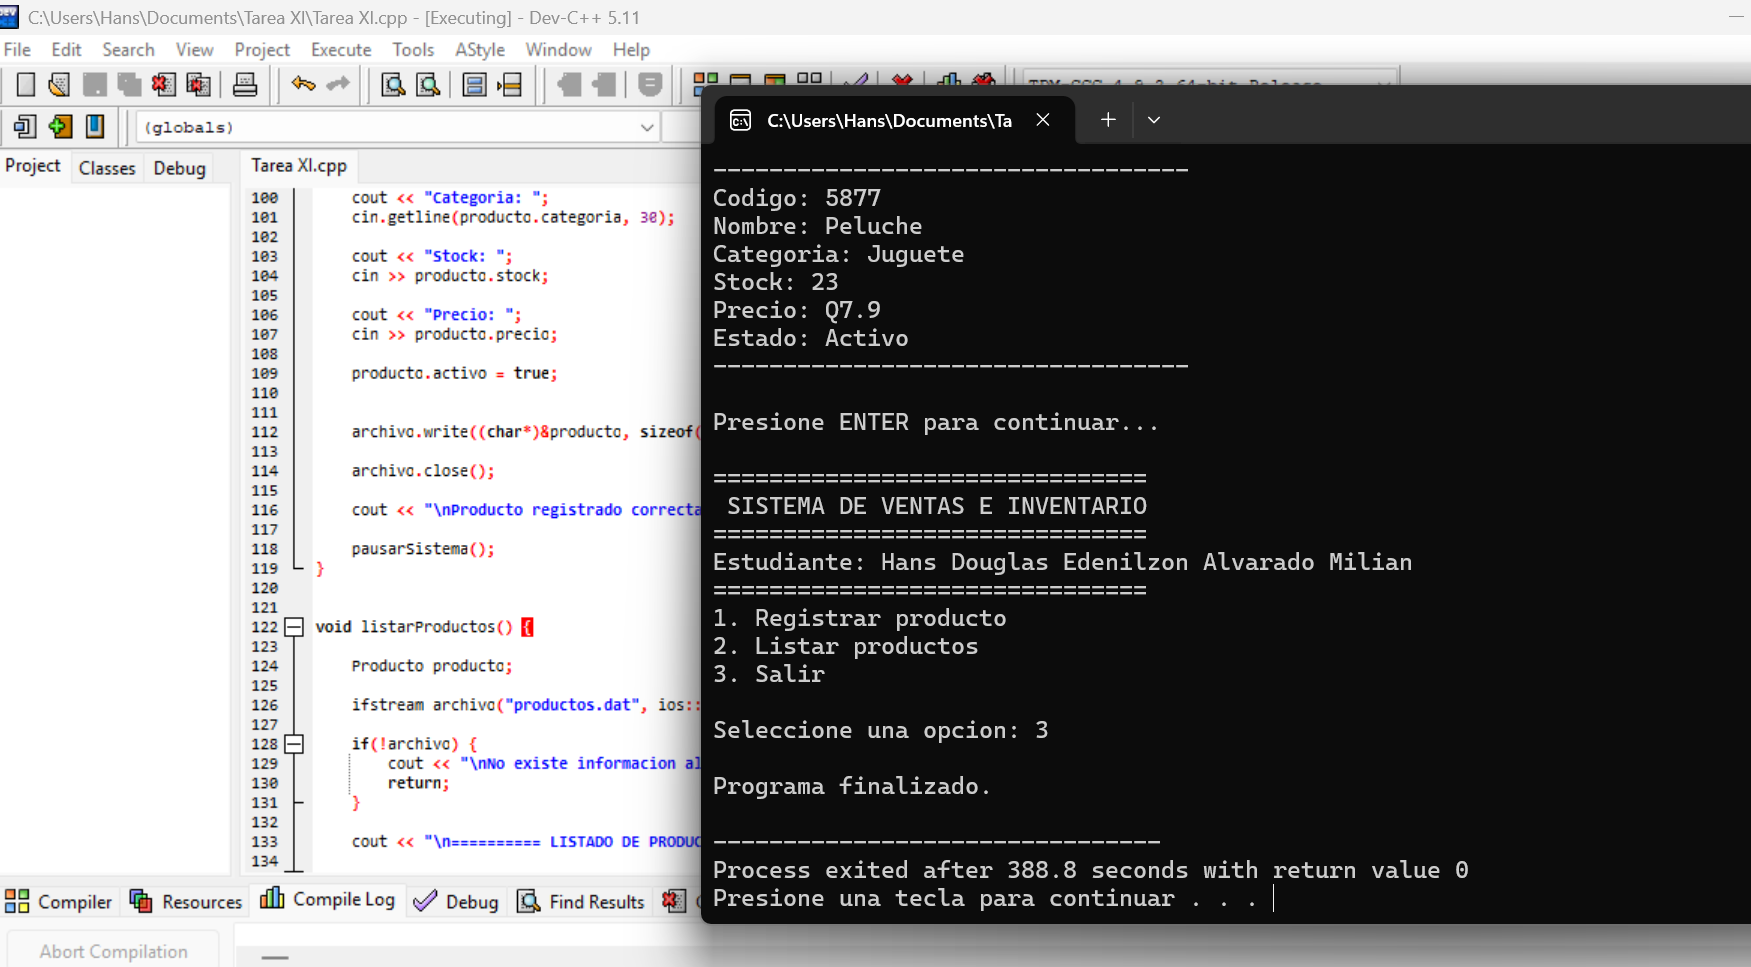 C:\Users\Hans\Documents\Tarea XI\Tarea XI.cpp - [Executing] - Dev-C++ 5.11
File Edit Search View Project Execute Tools AStyle Window Help
(globals)
Project Classes Debug
Tarea XI.cpp
100 cout << "Categoria: ";
101 cin.getline(producto.categoria, 30);
102
103 cout << "Stock: ";
104 cin >> producto.stock;
105
106 cout << "Precio: ";
107 cin >> producto.precio;
108
109 producto.activo = true;
110
111
112 archivo.write((char*)&producto, sizeof(
113
114 archivo.close();
115
116 cout << "\nProducto registrado correcta
117
118 pausarSistema();
119 }
120
121
122 void listarProductos() {
123
124 Producto producto;
125
126 ifstream archivo("productos.dat", ios::
127
128 if(!archivo) {
129 cout << "\nNo existe informacion al
130 return;
131 }
132
133 cout << "\n========== LISTADO DE PRODUC
134
Compiler Resources Compile Log Debug Find Results
Abort Compilation
C:\Users\Hans\Documents\Ta
----------------------------------
Codigo: 5877
Nombre: Peluche
Categoria: Juguete
Stock: 23
Precio: Q7.9
Estado: Activo
----------------------------------
Presione ENTER para continuar...
===============================
SISTEMA DE VENTAS E INVENTARIO
===============================
Estudiante: Hans Douglas Edenilzon Alvarado Milian
===============================
1. Registrar producto
2. Listar productos
3. Salir
Seleccione una opcion: 3
Programa finalizado.
--------------------------------
Process exited after 388.8 seconds with return value 0
Presione una tecla para continuar . . .